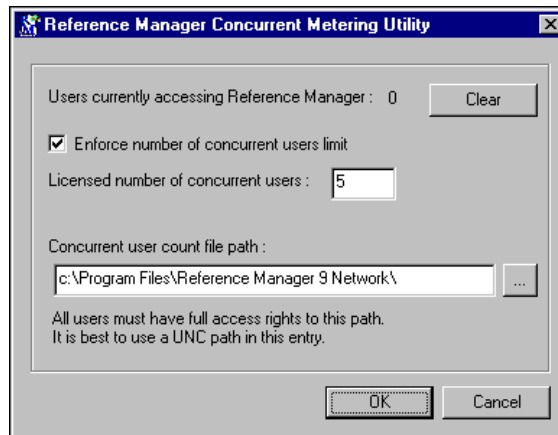 Reference Manager Concurrent Metering Utility
Users currently accessing Reference Manager : 0 Clear
Enforce number of concurrent users limit
Licensed number of concurrent users : 5
Concurrent user count file path :
c:\Program Files\Reference Manager 9 Network\ ...
All users must have full access rights to this path.
It is best to use a UNC path in this entry.
OK Cancel